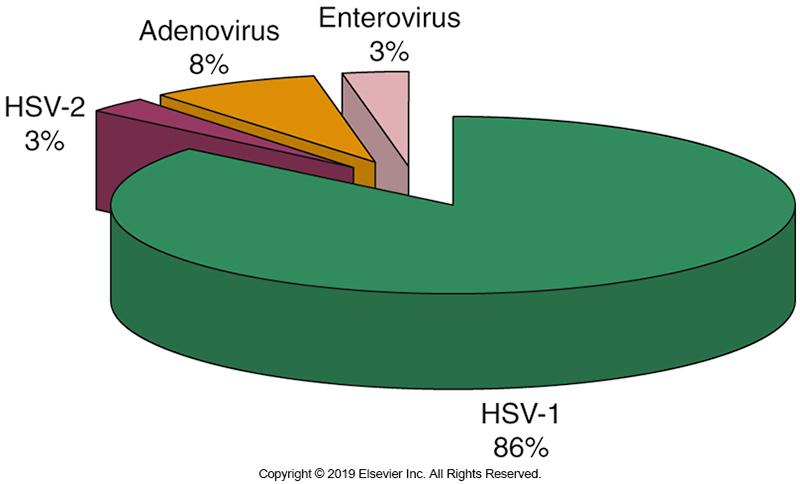 Enterovirus
3%
Adenovirus
8%
HSV-2
3%
HSV-1
86%
Copyright © 2019 Elsevier Inc. All Rights Reserved.